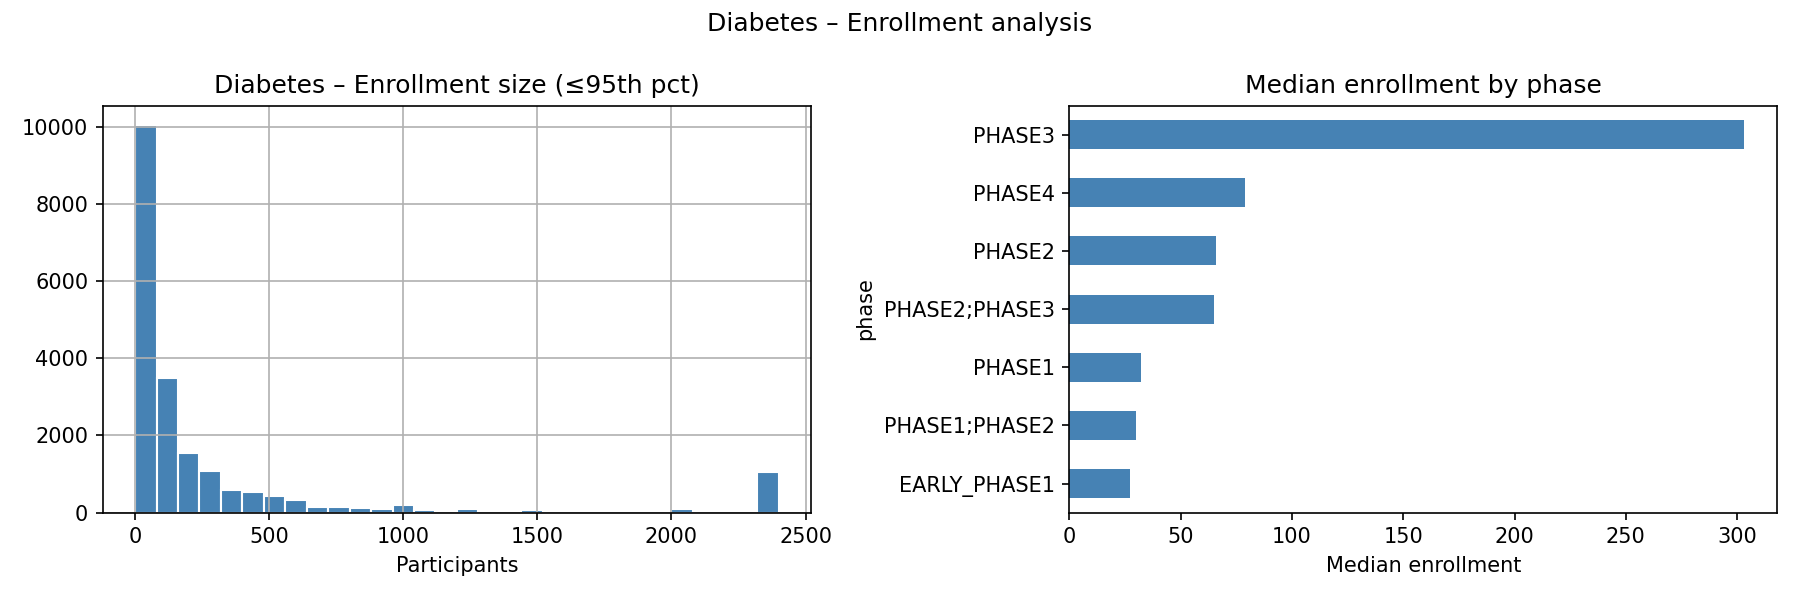 Diabetes – Enrollment analysis
Diabetes – Enrollment size (≤95th pct)
10000
8000
6000
4000
2000
0
0 500 1000 1500 2000 2500
Participants
Median enrollment by phase
phase
PHASE3
PHASE4
PHASE2
PHASE2;PHASE3
PHASE1
PHASE1;PHASE2
EARLY_PHASE1
0 50 100 150 200 250 300
Median enrollment